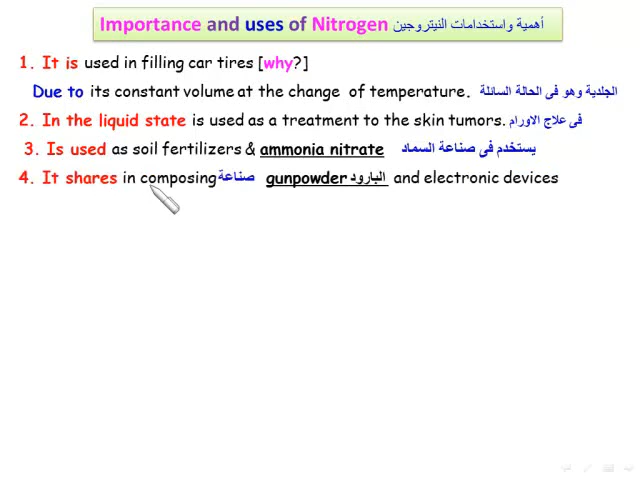 Importance and uses of Nitrogen أهمية واستخدامات النيتروجين
1. It is used in filling car tires [why?]
Due to its constant volume at the change of temperature. الجلدية وهو فى الحالة السائلة
2. In the liquid state is used as a treatment to the skin tumors. فى علاج الاورام
3. Is used as soil fertilizers & ammonia nitrate يستخدم فى صناعة السماد
4. It shares in composing صناعة gunpowder البارود and electronic devices